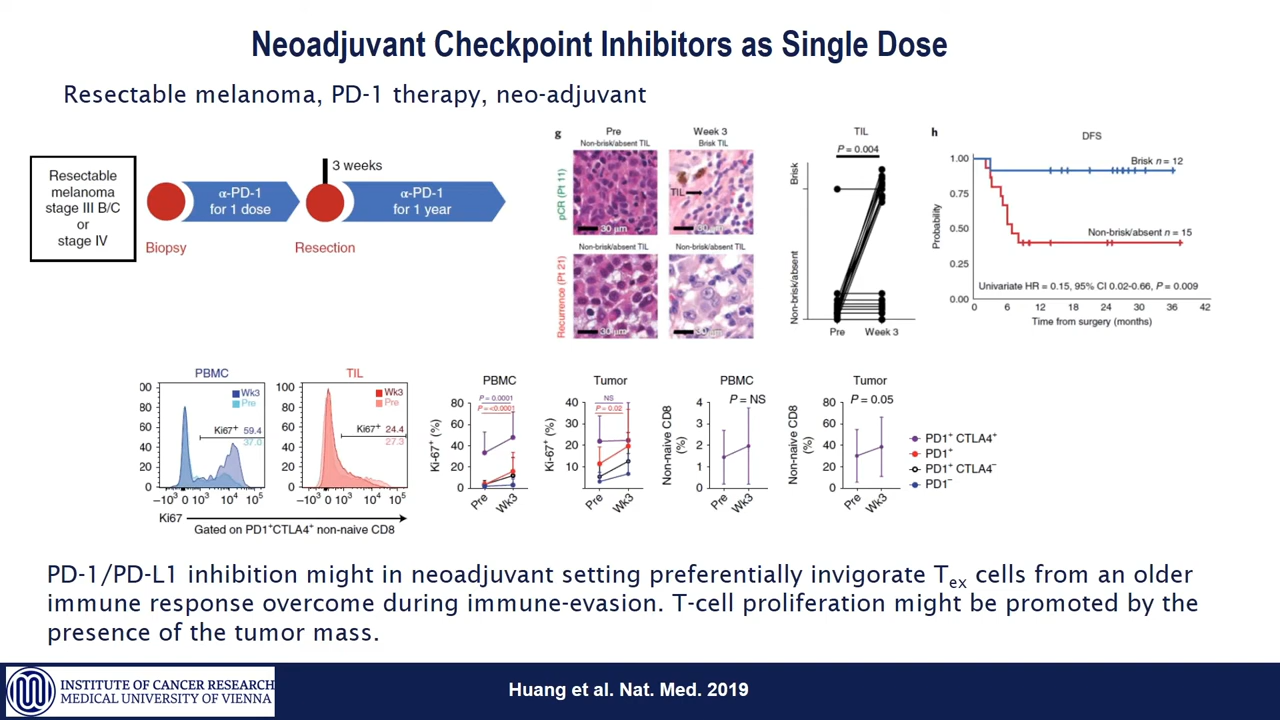 Neoadjuvant Checkpoint Inhibitors as Single Dose
Resectable melanoma, PD-1 therapy, neo-adjuvant
Resectable
melanoma
stage III B/C
or
stage IV
α-PD-1
for 1 dose
3 weeks
α-PD-1
for 1 year
Biopsy
Resection
g
Pre
Non-brisk/absent TIL
Week 3
Brisk TIL
pCR (Pt 11)
30 μm
TIL
30 μm
Non-brisk/absent TIL
Non-brisk/absent TIL
Recurrence (Pt 21)
30 μm
30 μm
TIL
P = 0.004
Brisk
Non-brisk/absent
Pre
Week 3
h
DFS
Probability
1.00
0.75
0.50
0.25
0.00
Brisk n = 12
Non-brisk/absent n = 15
Univariate HR = 0.15, 95% CI 0.02-0.66, P = 0.009
0 6 12 18 24 30 36 42
Time from surgery (months)
PBMC
00
80
60
40
20
0
Wk3
Pre
Ki67⁺ 59.4
37.0
−10³ 0 10³ 10⁴ 10⁵
TIL
100
80
60
40
20
0
Wk3
Pre
Ki67⁺ 24.4
27.3
−10³ 0 10³ 10⁴ 10⁵
Ki67
Gated on PD1⁺CTLA4⁺ non-naive CD8
PBMC
Ki-67⁺ (%)
80
60
40
20
0
P = 0.0001
P = <0.0001
Pre
Wk3
Tumor
Ki-67⁺ (%)
40
30
20
10
NS
P = 0.02
Pre
Wk3
PBMC
Non-naive CD8
(%)
4
3
2
1
0
P = NS
Pre
Wk3
Tumor
Non-naive CD8
(%)
80
60
40
20
0
P = 0.05
Pre
Wk3
PD1⁺ CTLA4⁺
PD1⁺
PD1⁺ CTLA4⁻
PD1⁻
PD-1/PD-L1 inhibition might in neoadjuvant setting preferentially invigorate Tex cells from an older
immune response overcome during immune-evasion. T-cell proliferation might be promoted by the
presence of the tumor mass.
INSTITUTE OF CANCER RESEARCH
MEDICAL UNIVERSITY OF VIENNA
Huang et al. Nat. Med. 2019